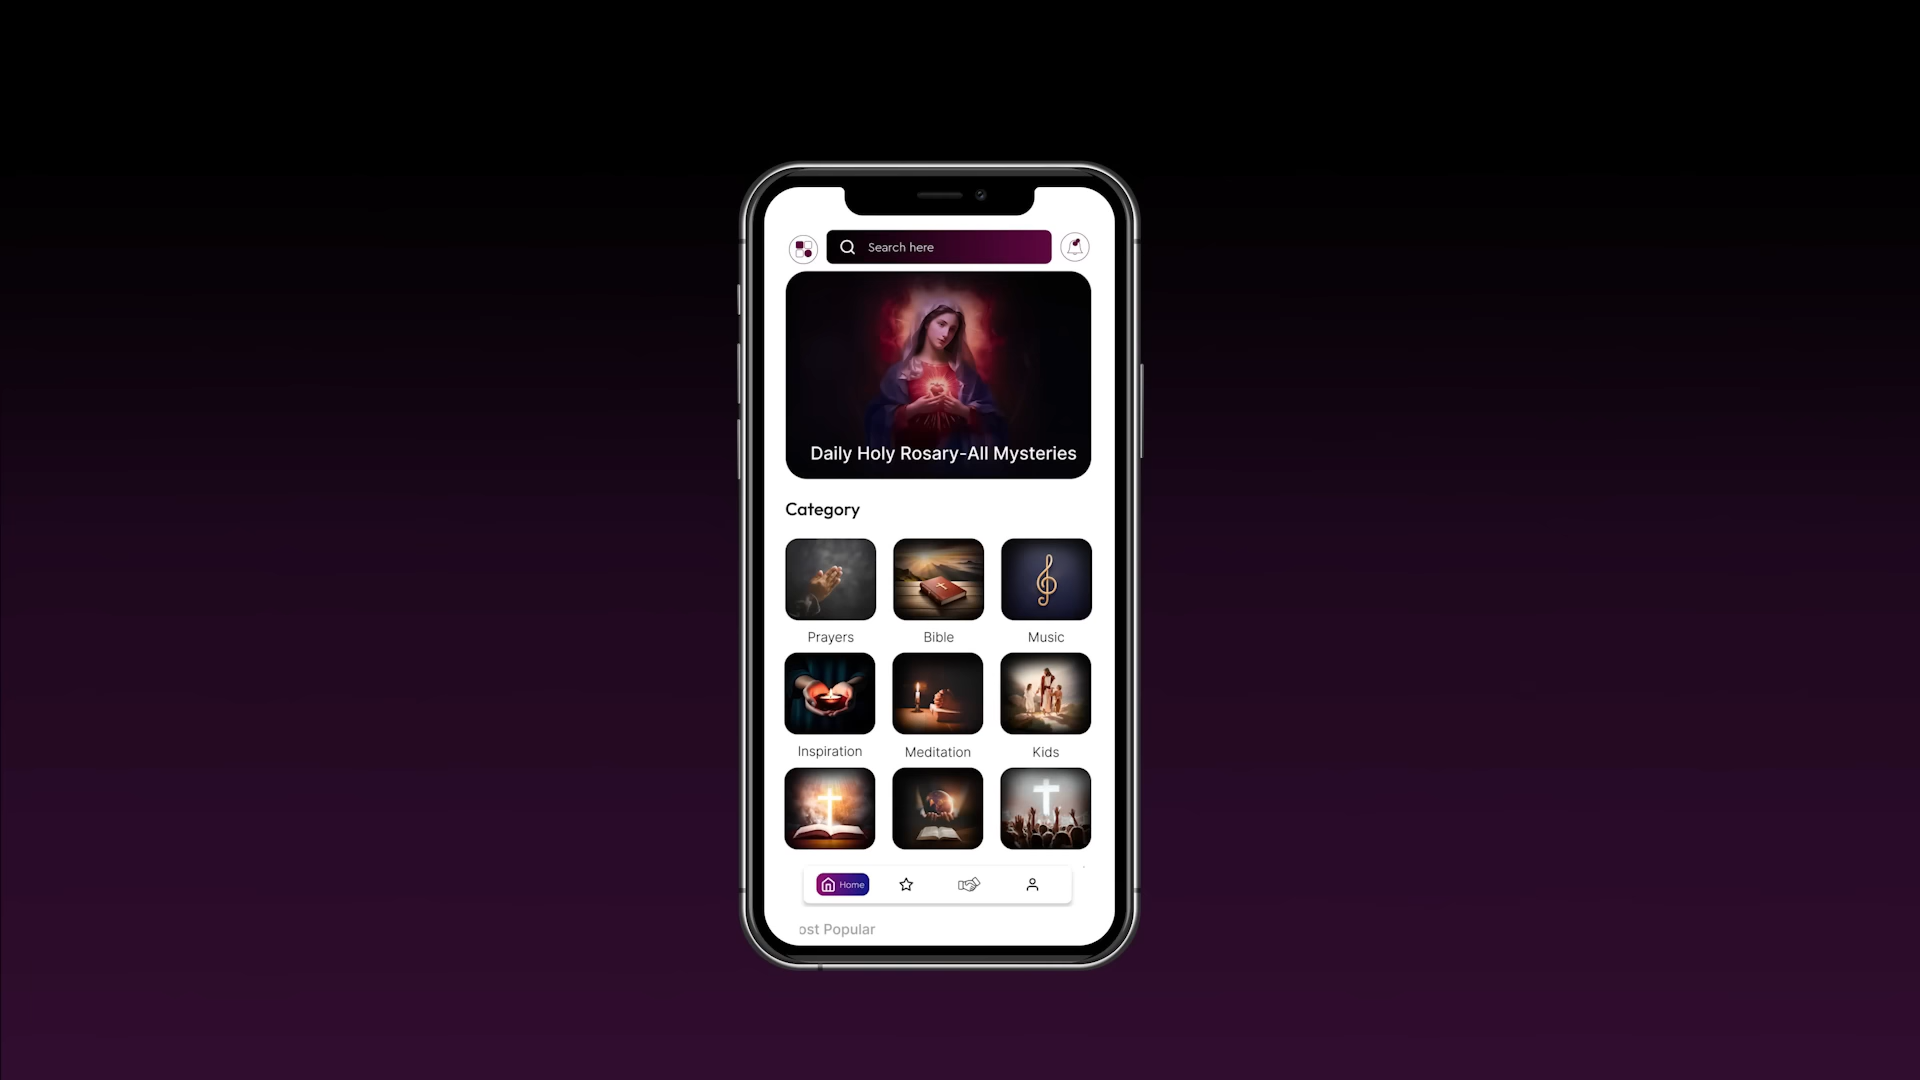 Search here
Daily Holy Rosary-All Mysteries
Category
Prayers
Bible
Music
Inspiration
Meditation
Kids
Home
ost Popular